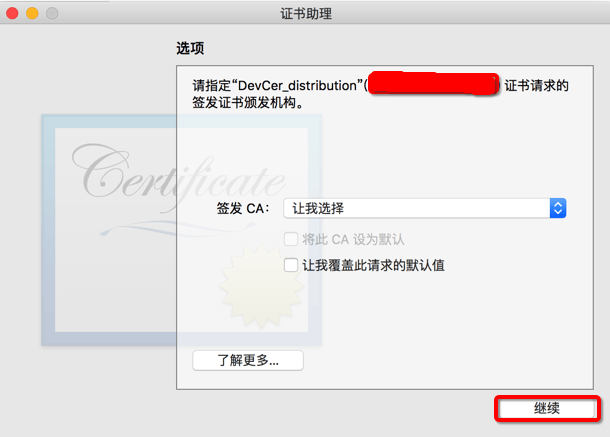 证书助理
选项
请指定“DevCer_distribution”( ) 证书请求的
签发证书颁发机构。
Certificate
签发 CA： 让我选择
将此 CA 设为默认
让我覆盖此请求的默认值
了解更多...
继续